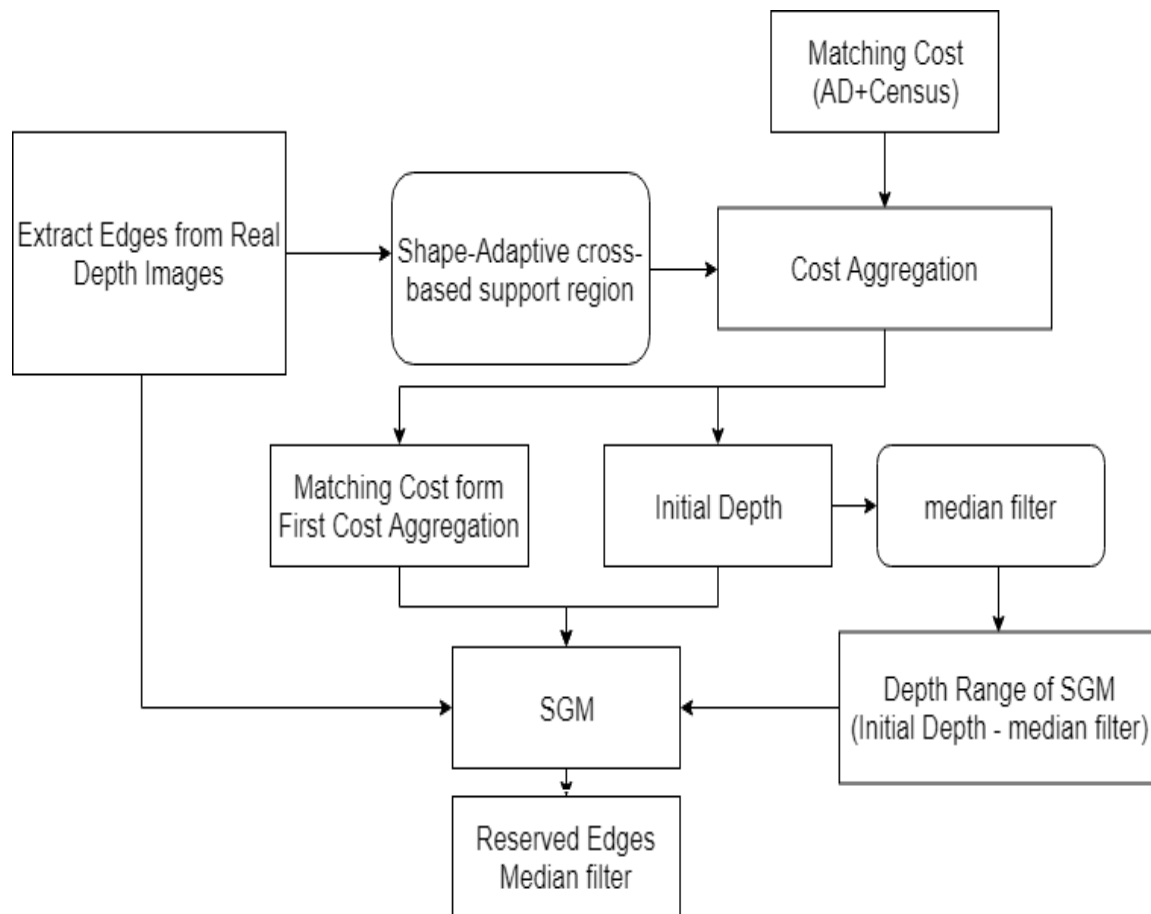 Matching Cost
(AD+Census)
Extract Edges from Real
Depth Images
Shape-Adaptive cross-
based support region
Cost Aggregation
Matching Cost form
First Cost Aggregation
Initial Depth
median filter
SGM
Depth Range of SGM
(Initial Depth - median filter)
Reserved Edges
Median filter